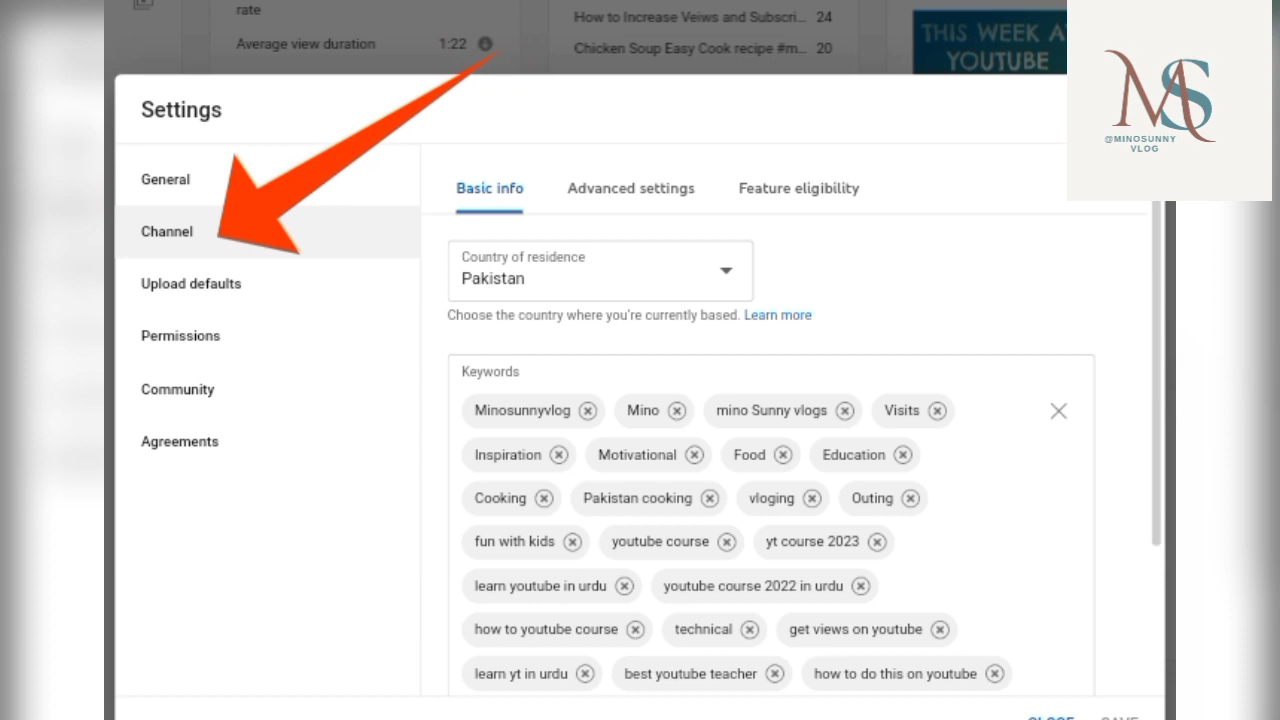 rate
Average view duration 1:22
How to Increase Veiws and Subscri... 24
Chicken Soup Easy Cook recipe #m... 20
THIS WEEK A
YOUTUBE
MS
@MINOSUNNY
VLOG
Settings
General
Channel
Upload defaults
Permissions
Community
Agreements
Basic info Advanced settings Feature eligibility
Country of residence
Pakistan
Choose the country where you're currently based. Learn more
Keywords
Minosunnyvlog Mino mino Sunny vlogs Visits
Inspiration Motivational Food Education
Cooking Pakistan cooking vloging Outing
fun with kids youtube course yt course 2023
learn youtube in urdu youtube course 2022 in urdu
how to youtube course technical get views on youtube
learn yt in urdu best youtube teacher how to do this on youtube
CLOSE SAVE